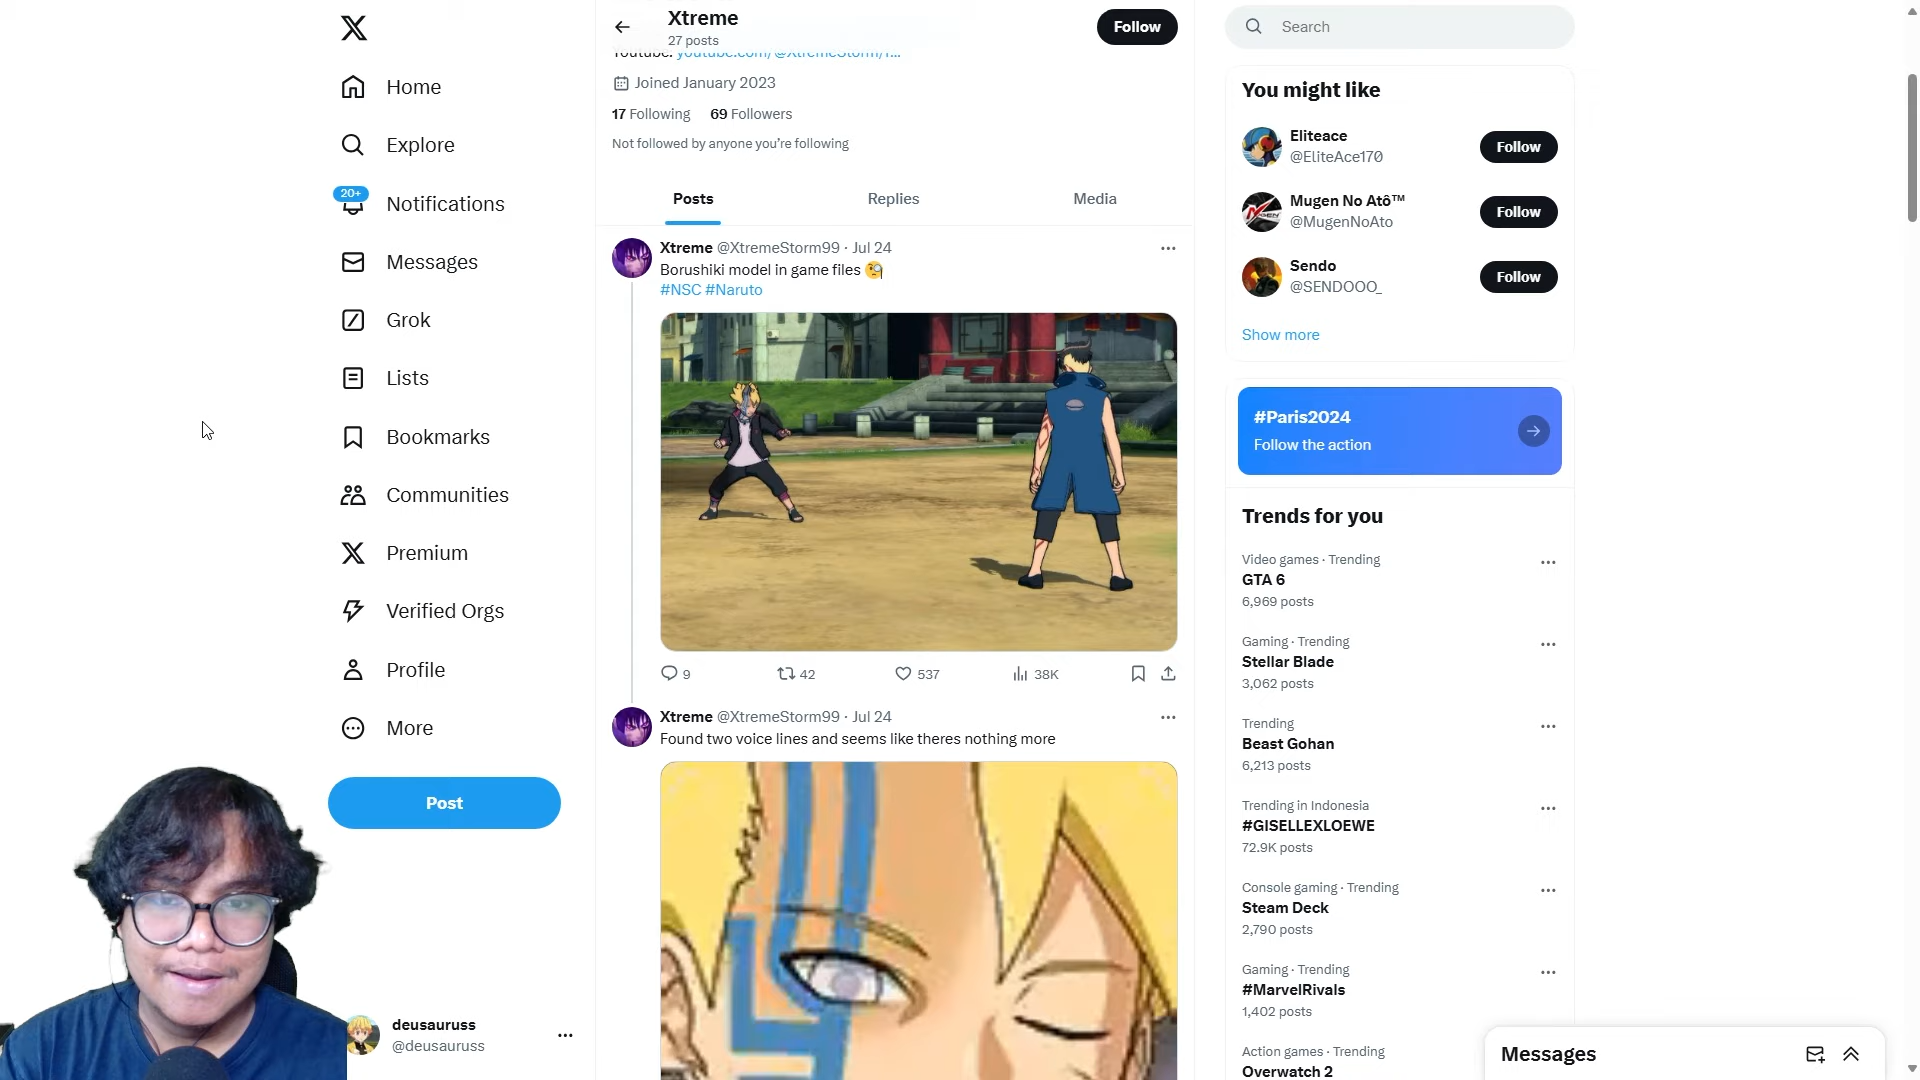 Home
Explore
20+
Notifications
Messages
Grok
Lists
Bookmarks
Communities
Premium
Verified Orgs
Profile
More
Post
deusauruss
@deusauruss
Xtreme
27 posts
Follow
Youtube: youtube.com/@XtremeStorm/f...
Joined January 2023
17 Following 69 Followers
Not followed by anyone you’re following
Posts Replies Media
Xtreme @XtremeStorm99 · Jul 24
Borushiki model in game files
#NSC #Naruto
9 42 537 38K
Xtreme @XtremeStorm99 · Jul 24
Found two voice lines and seems like theres nothing more
Search
You might like
Eliteace
@EliteAce170
Follow
Mugen No Atô™
@MugenNoAto
Follow
Sendo
@SENDOOO_
Follow
Show more
#Paris2024
Follow the action
Trends for you
Video games · Trending
GTA 6
6,969 posts
Gaming · Trending
Stellar Blade
3,062 posts
Trending
Beast Gohan
6,213 posts
Trending in Indonesia
#GISELLEXLOEWE
72.9K posts
Console gaming · Trending
Steam Deck
2,790 posts
Gaming · Trending
#MarvelRivals
1,402 posts
Action games · Trending
Overwatch 2
Messages